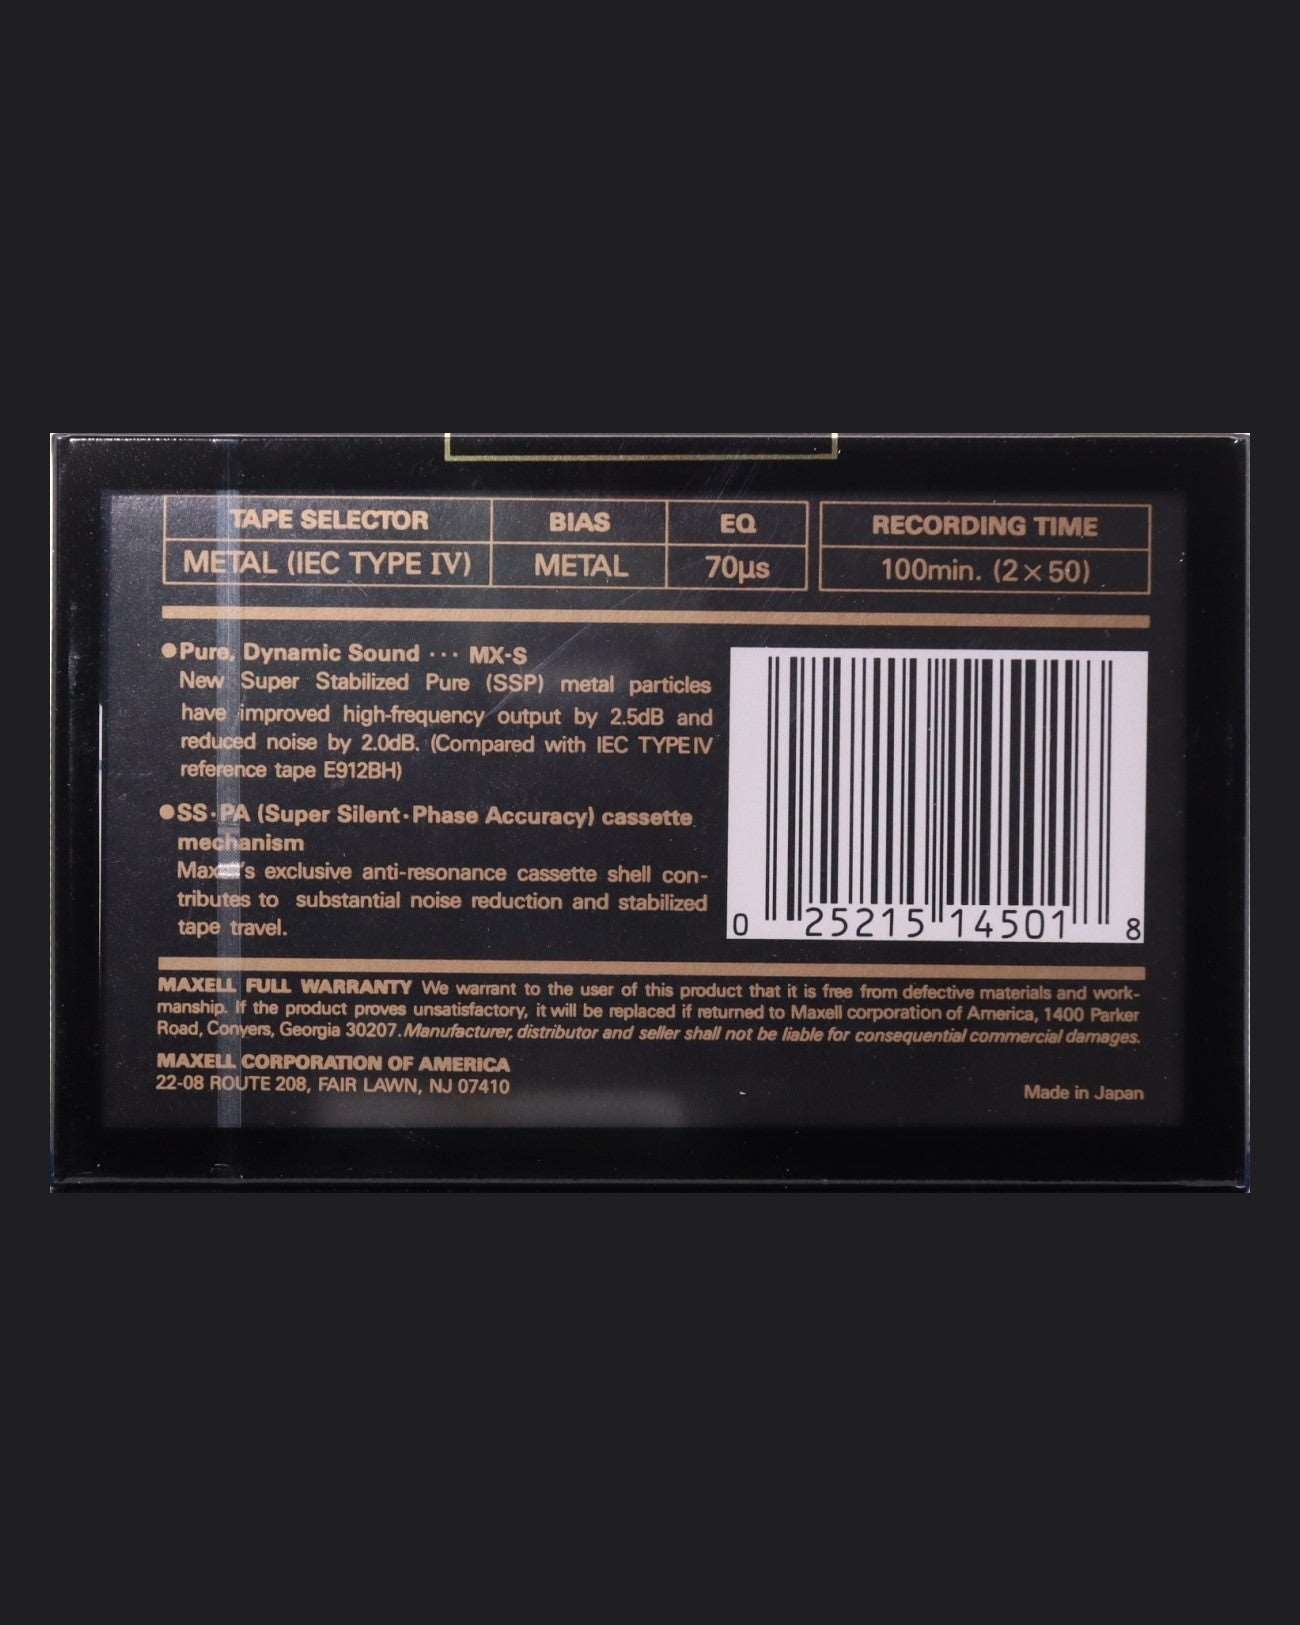 TAPE SELECTOR BIAS EQ RECORDING TIME
METAL (IEC TYPE IV) METAL 70µs 100min. (2×50)
●Pure, Dynamic Sound ··· MX-S
New Super Stabilized Pure (SSP) metal particles
have improved high-frequency output by 2.5dB and
reduced noise by 2.0dB. (Compared with IEC TYPE IV
reference tape E912BH)
●SS·PA (Super Silent·Phase Accuracy) cassette
mechanism
Maxell's exclusive anti-resonance cassette shell con-
tributes to substantial noise reduction and stabilized
tape travel.
0 25215 14501 8
MAXELL FULL WARRANTY We warrant to the user of this product that it is free from defective materials and work-
manship. If the product proves unsatisfactory, it will be replaced if returned to Maxell corporation of America, 1400 Parker
Road, Conyers, Georgia 30207. Manufacturer, distributor and seller shall not be liable for consequential commercial damages.
MAXELL CORPORATION OF AMERICA
22-08 ROUTE 208, FAIR LAWN, NJ 07410
Made in Japan